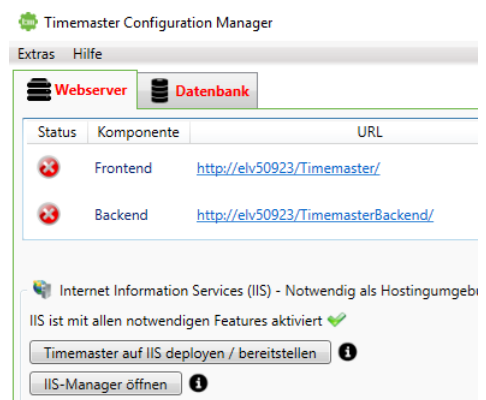 tm Timemaster Configuration Manager
Extras Hilfe
Webserver Datenbank
Status Komponente URL
Frontend http://elv50923/Timemaster/
Backend http://elv50923/TimemasterBackend/
Internet Information Services (IIS) - Notwendig als Hostingumgebu
IIS ist mit allen notwendigen Features aktiviert
Timemaster auf IIS deployen / bereitstellen
IIS-Manager öffnen